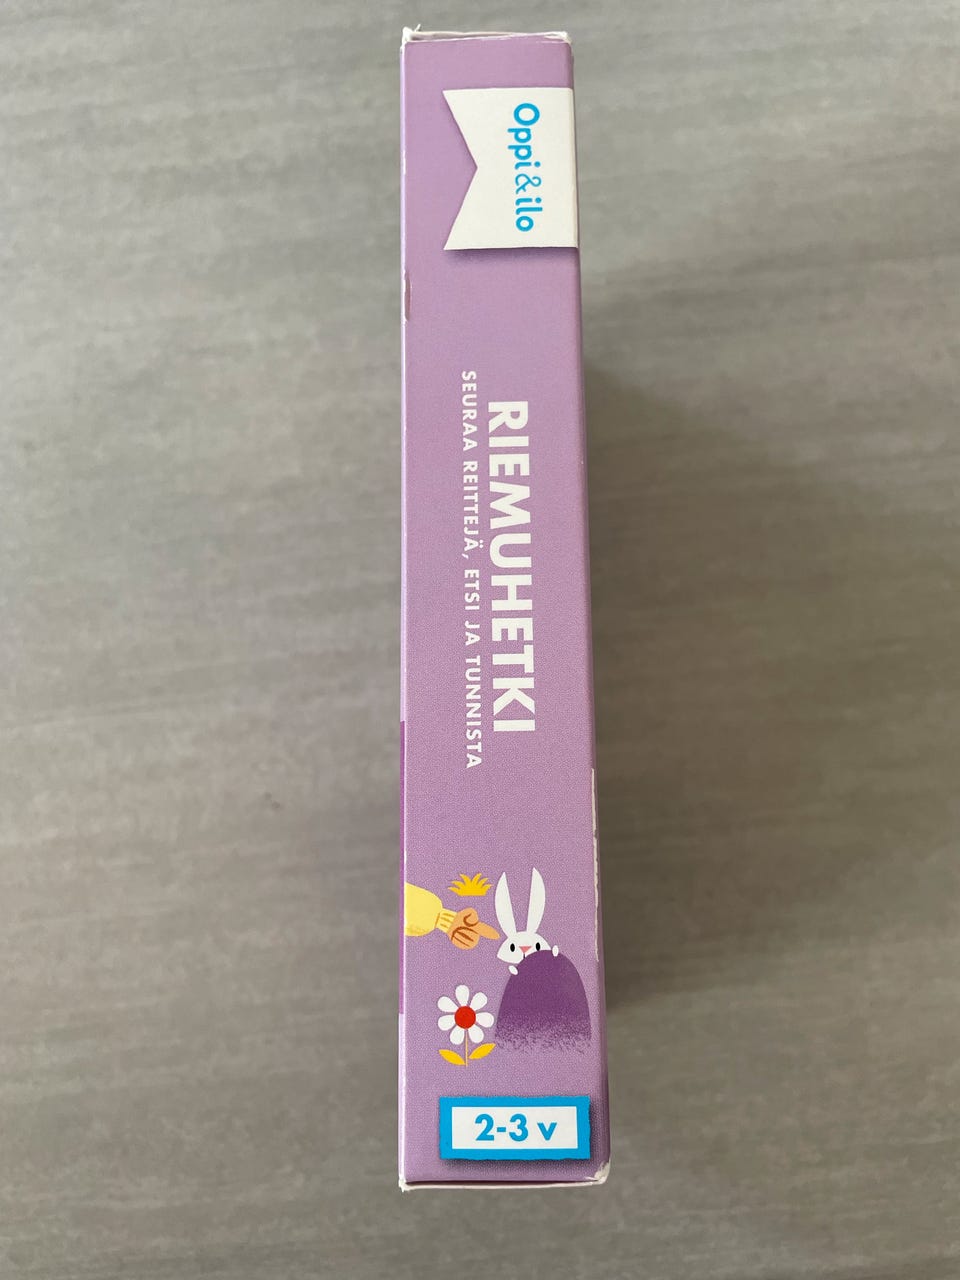 Oppi&ilo
RIEMUHETKI
SEURAA REITTEJÄ, ETSI JA TUNNISTA
2-3 v